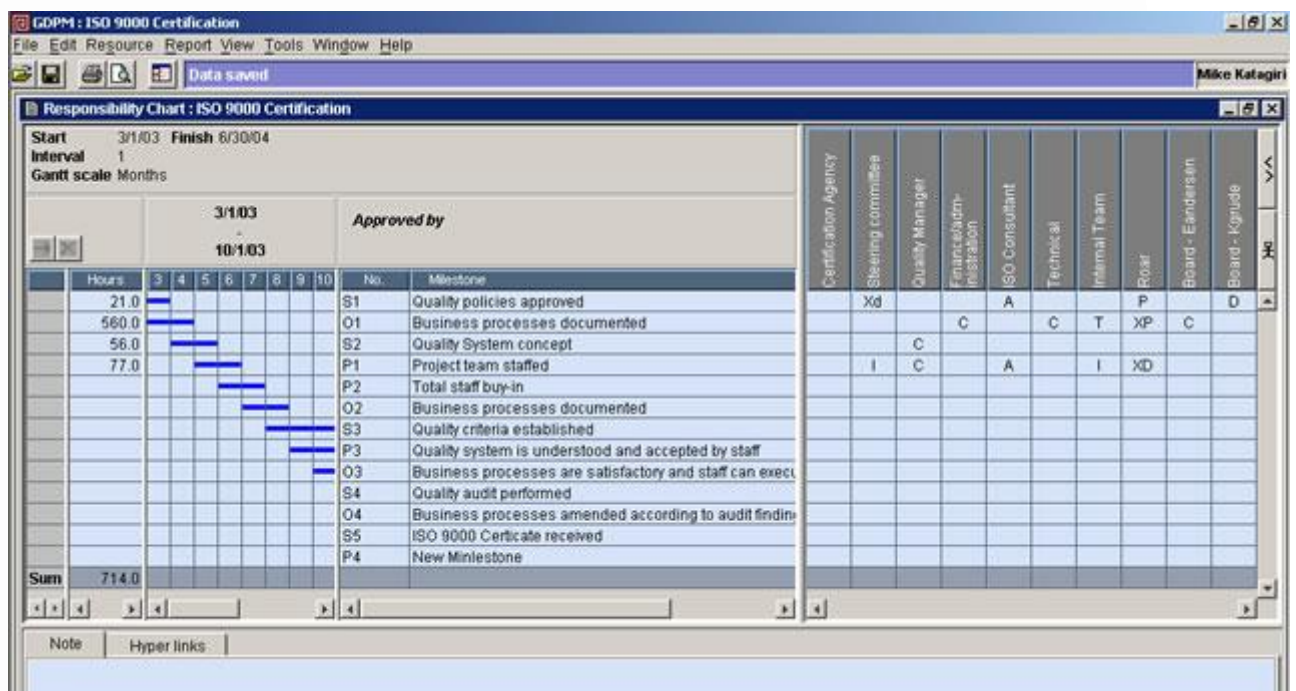 GDPM : ISO 9000 Certification
File Edit Resource Report View Tools Window Help
Data saved Mike Katagiri
Responsibility Chart : ISO 9000 Certification
Start 3/1/03 Finish 6/30/04
Interval 1
Gantt scale Months
3/1/03
-
10/1/03
Approved by
Certification Agency
Steering committee
Quality Manager
Finance/adm-
inistration
ISO Consultant
Technical
Internal Team
Roar
Board - Eandersen
Board - Kgrude
Hours 3 4 5 6 7 8 9 10 No. Milestone
21.0 S1 Quality policies approved Xd A P D
560.0 O1 Business processes documented C C T XP C
56.0 S2 Quality System concept C
77.0 P1 Project team staffed I C A I XD
P2 Total staff buy-in
O2 Business processes documented
S3 Quality criteria established
P3 Quality system is understood and accepted by staff
O3 Business processes are satisfactory and staff can execu
S4 Quality audit performed
O4 Business processes amended according to audit finding
S5 ISO 9000 Certicate received
P4 New Minlestone
Sum 714.0
Note Hyper links